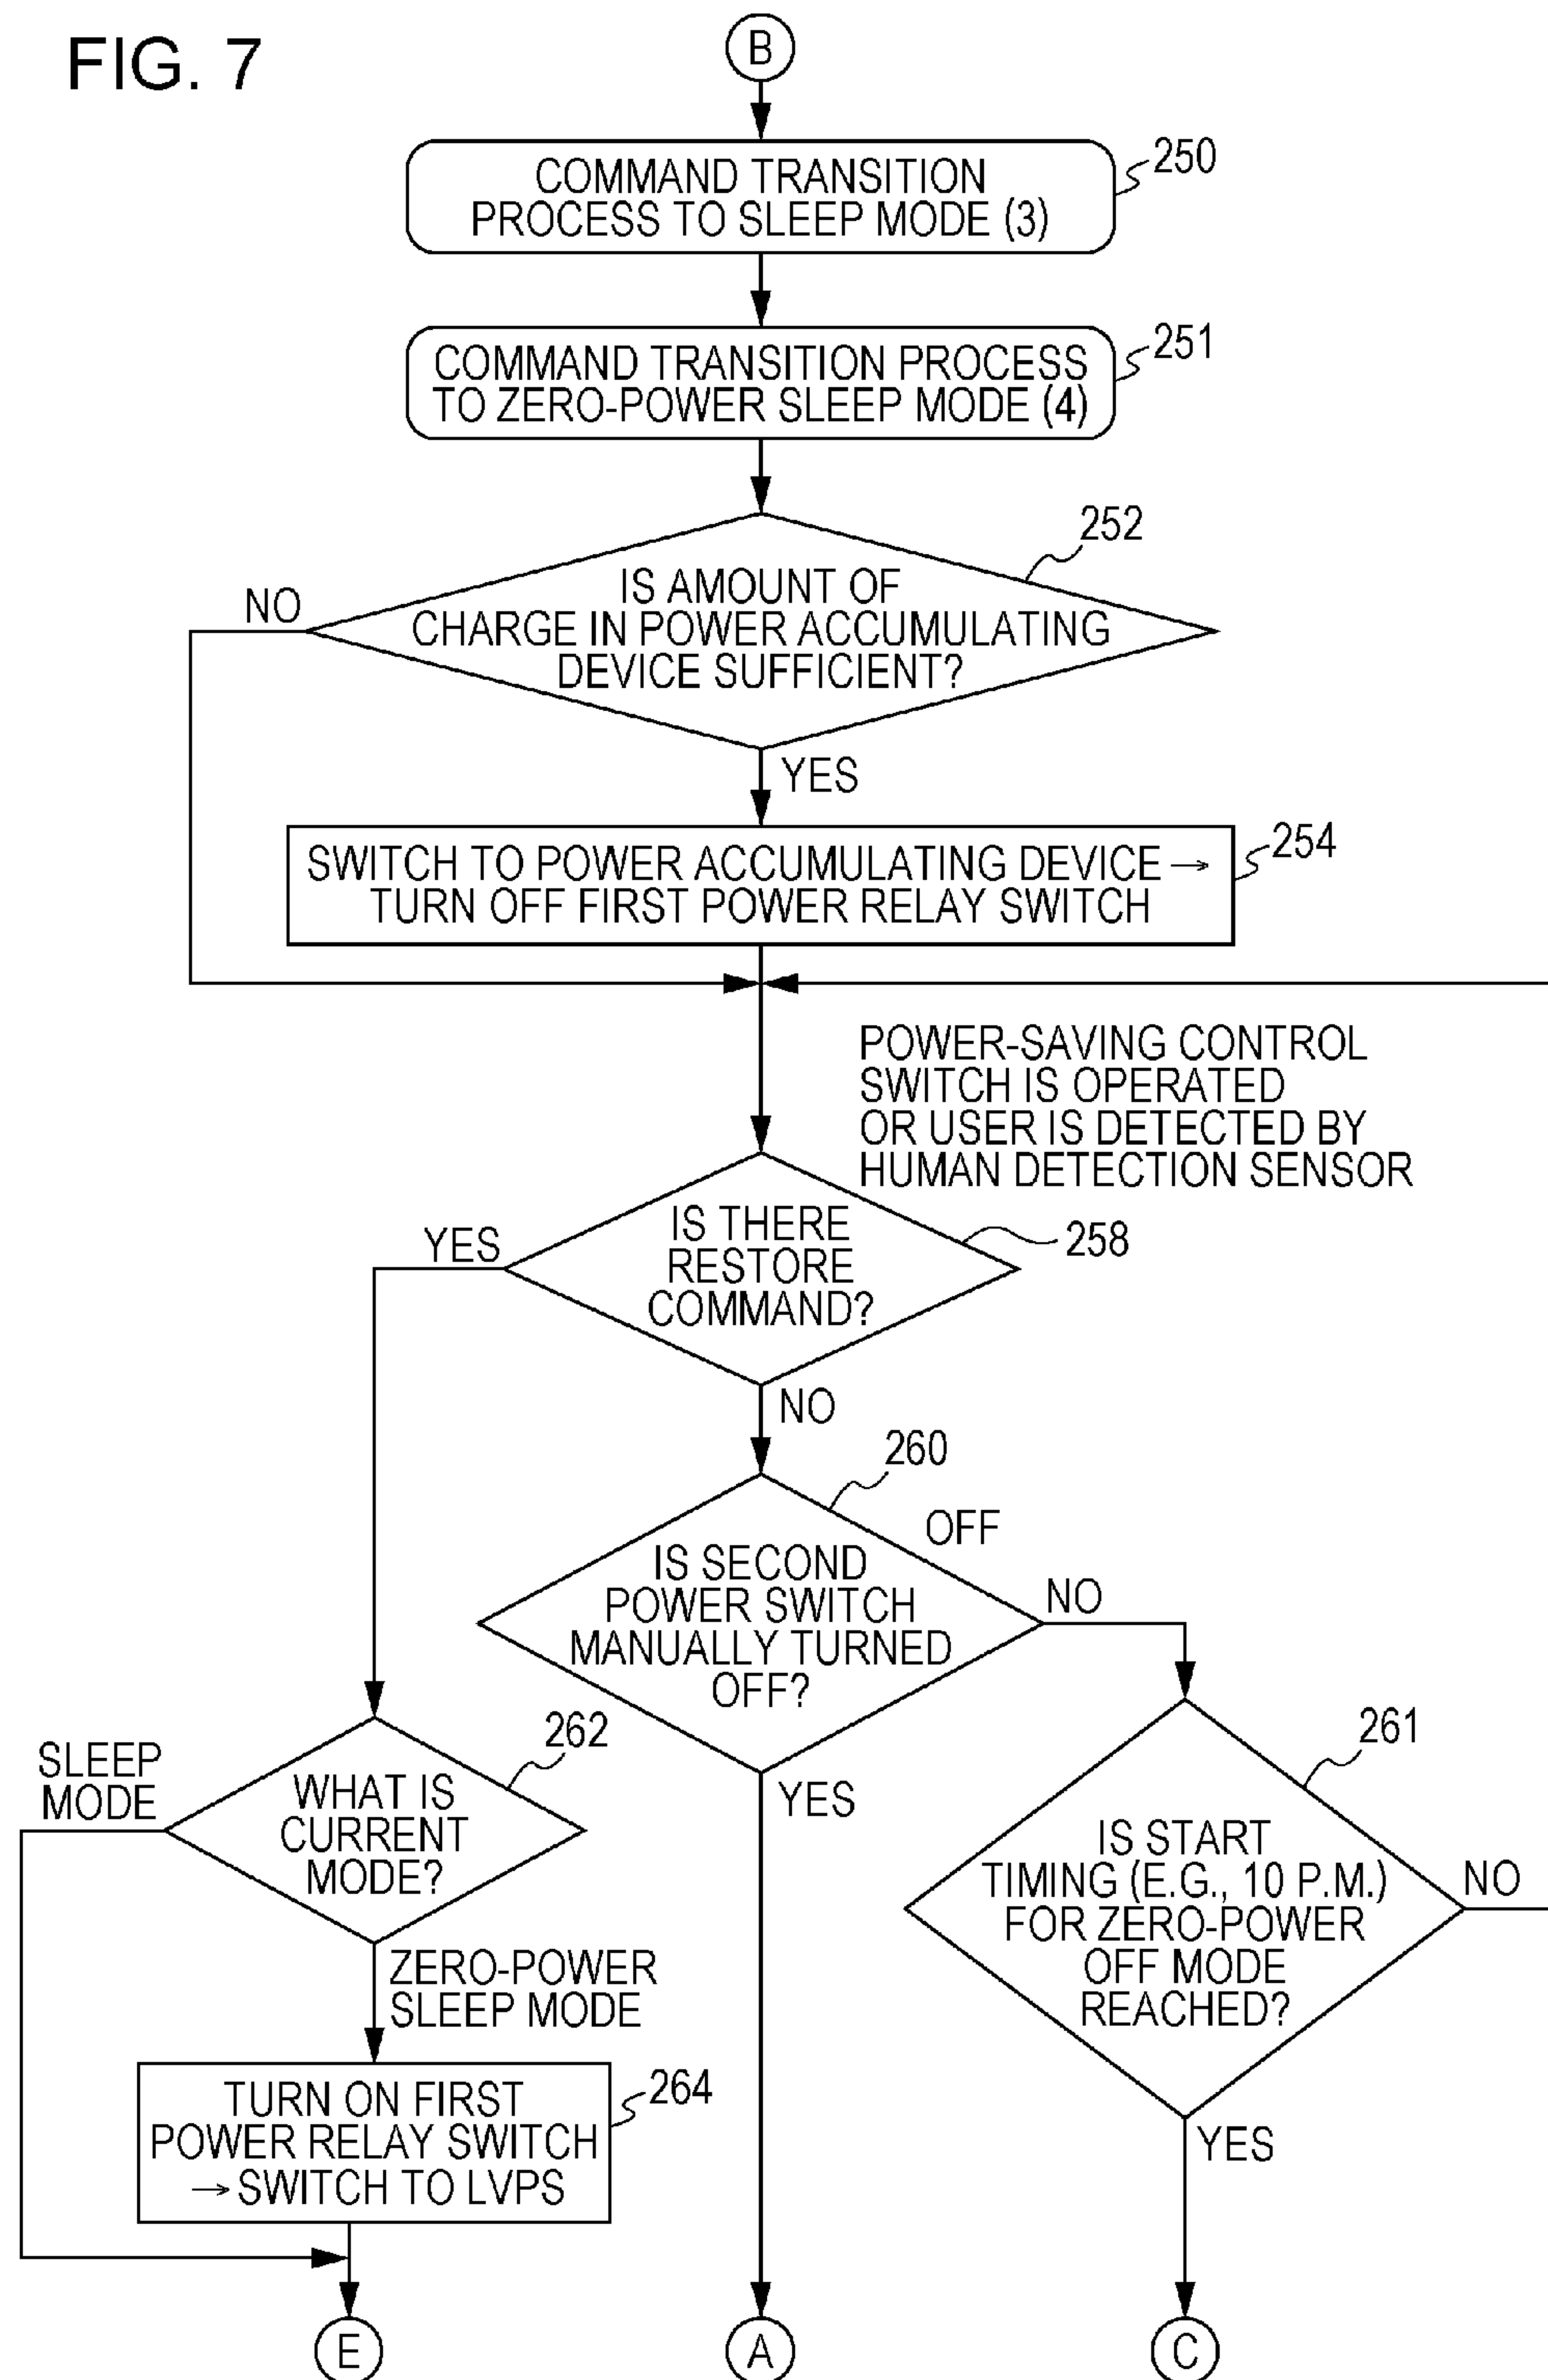 FIG. 7
B
COMMAND TRANSITION
PROCESS TO SLEEP MODE (3)
250
COMMAND TRANSITION PROCESS
TO ZERO-POWER SLEEP MODE (4)
251
252
IS AMOUNT OF
CHARGE IN POWER ACCUMULATING
DEVICE SUFFICIENT?
NO
YES
SWITCH TO POWER ACCUMULATING DEVICE →
TURN OFF FIRST POWER RELAY SWITCH
254
POWER-SAVING CONTROL
SWITCH IS OPERATED
OR USER IS DETECTED BY
HUMAN DETECTION SENSOR
IS THERE
RESTORE
COMMAND?
258
YES
NO
260
OFF
IS SECOND
POWER SWITCH
MANUALLY TURNED
OFF?
NO
YES
262
SLEEP
MODE
WHAT IS
CURRENT
MODE?
ZERO-POWER
SLEEP MODE
261
IS START
TIMING (E.G., 10 P.M.)
FOR ZERO-POWER
OFF MODE
REACHED?
NO
YES
TURN ON FIRST
POWER RELAY SWITCH
→ SWITCH TO LVPS
264
E
A
C